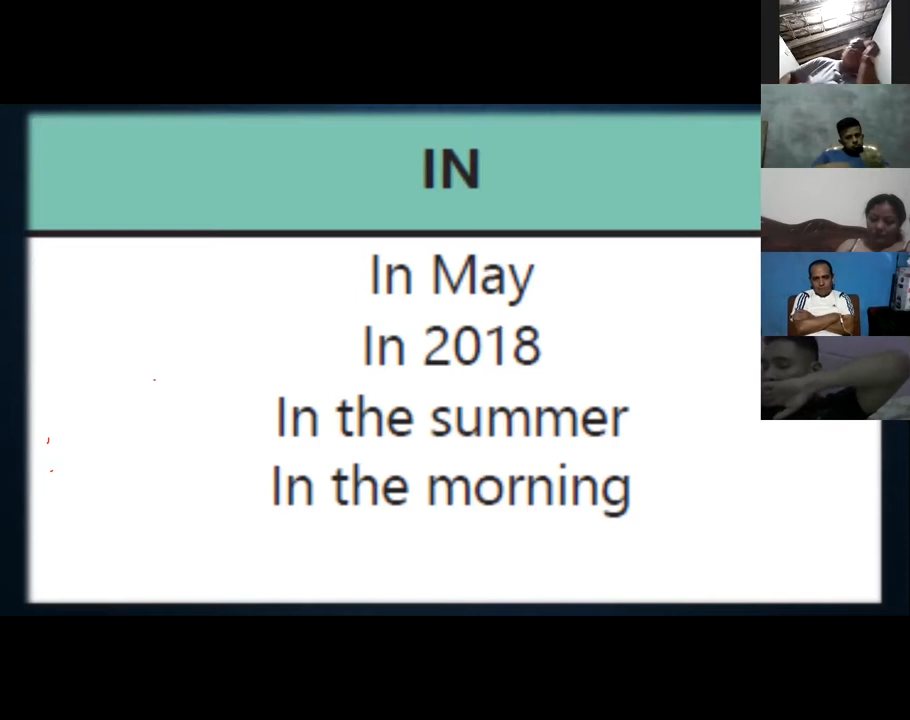 IN
In May
In 2018
In the summer
In the morning